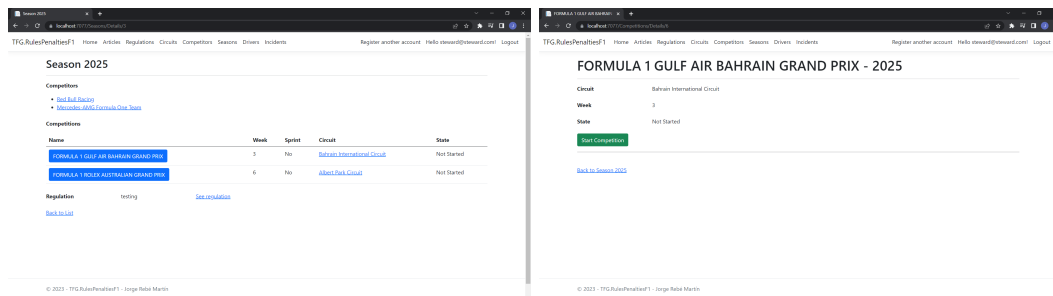 Season 2025
localhost:7071/Seasons/Details/5
TFG.RulesPenaltiesF1 Home Articles Regulations Circuits Competitors Seasons Drivers Incidents Register another account Hello steward@steward.com! Logout
Season 2025
Competitors
Red Bull Racing
Mercedes-AMG Formula One Team
Competitions
Name Week Sprint Circuit State
FORMULA 1 GULF AIR BAHRAIN GRAND PRIX 3 No Bahrain International Circuit Not Started
FORMULA 1 ROLEX AUSTRALIAN GRAND PRIX 6 No Albert Park Circuit Not Started
Regulation testing See regulation
Back to List
© 2023 - TFG.RulesPenaltiesF1 - Jorge Rebé Martín
FORMULA 1 GULF AIR BAHRAIN
TFG.RulesPenaltiesF1 Home Articles Regulations Circuits Competitors Seasons Drivers Incidents Register another account Hello steward@steward.com! Logout
FORMULA 1 GULF AIR BAHRAIN GRAND PRIX - 2025
Circuit Bahrain International Circuit
Week 3
State Not Started
Start Competition
Back to Season 2025
© 2023 - TFG.RulesPenaltiesF1 - Jorge Rebé Martín